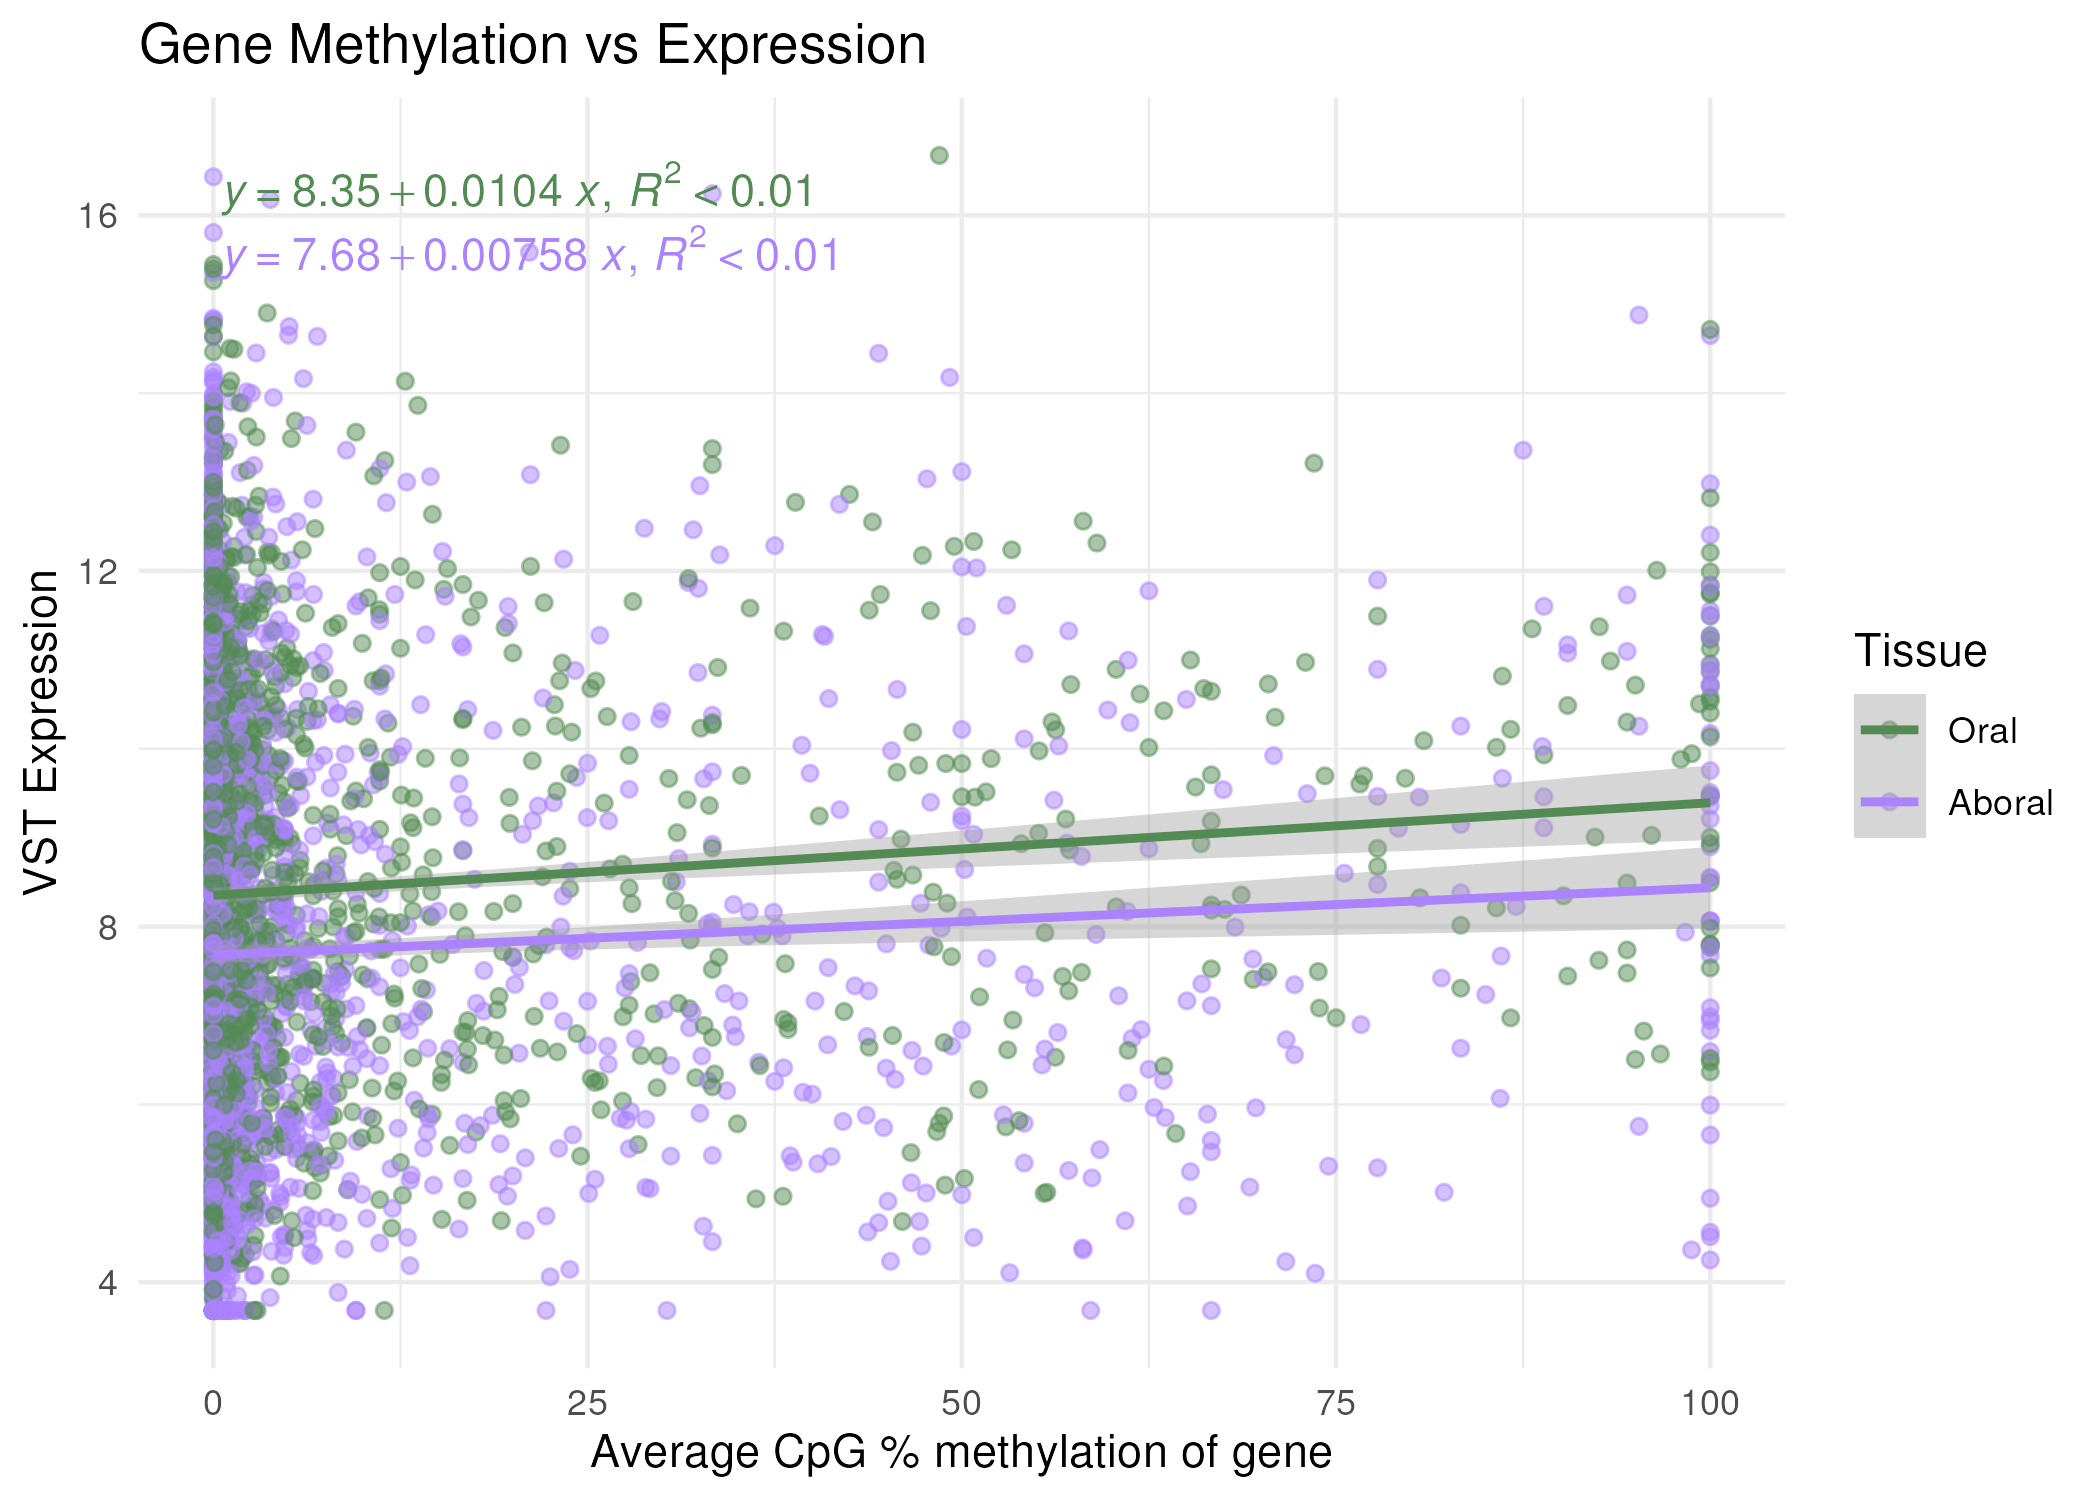 Gene Methylation vs Expression
y = 8.35 + 0.0104 x, R² < 0.01
y = 7.68 + 0.00758 x, R² < 0.01
16
12
8
4
VST Expression
0 25 50 75 100
Average CpG % methylation of gene
Tissue
Oral
Aboral